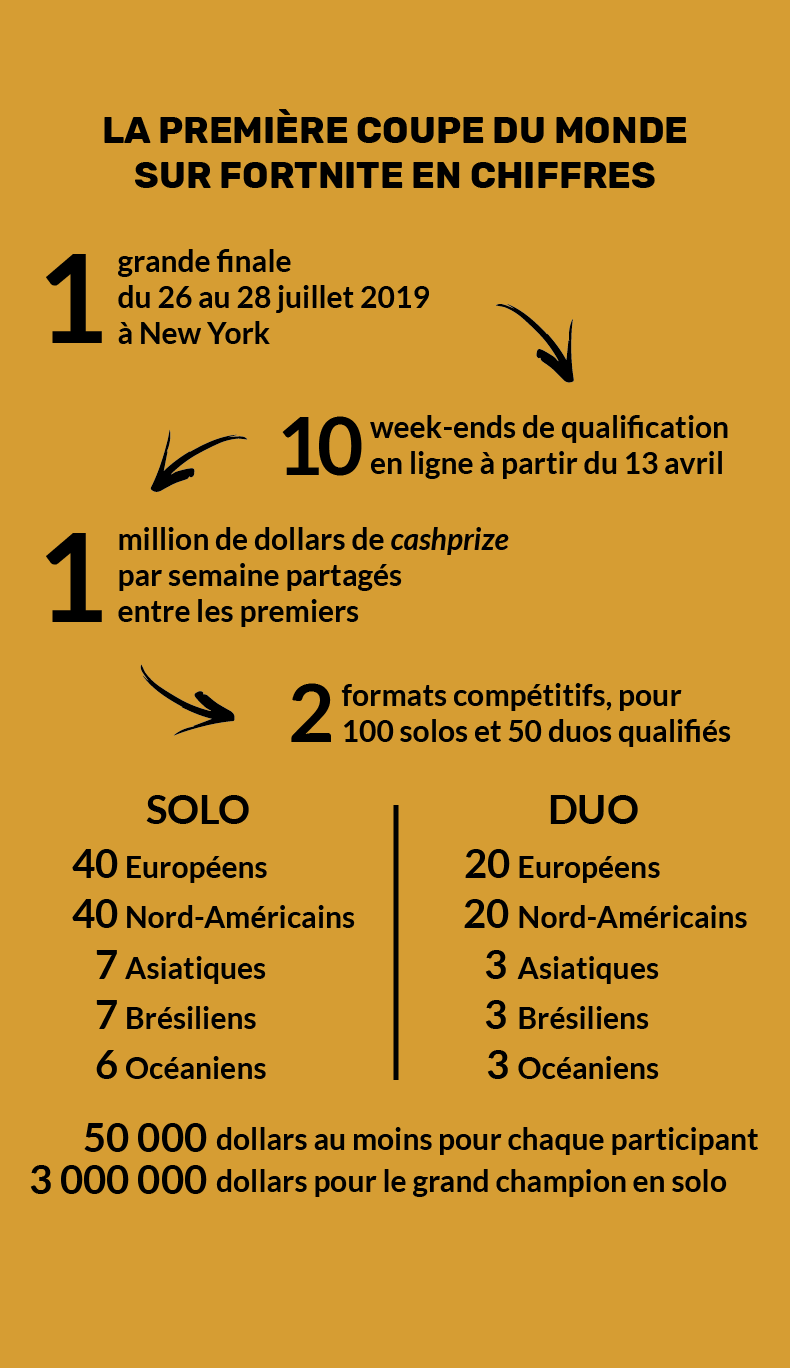 LA PREMIÈRE COUPE DU MONDE
SUR FORTNITE EN CHIFFRES
1 grande finale
du 26 au 28 juillet 2019
à New York
10 week-ends de qualification
en ligne à partir du 13 avril
1 million de dollars de cashprize
par semaine partagés
entre les premiers
2 formats compétitifs, pour
100 solos et 50 duos qualifiés
SOLO
40 Européens
40 Nord-Américains
7 Asiatiques
7 Brésiliens
6 Océaniens
DUO
20 Européens
20 Nord-Américains
3 Asiatiques
3 Brésiliens
3 Océaniens
50 000 dollars au moins pour chaque participant
3 000 000 dollars pour le grand champion en solo